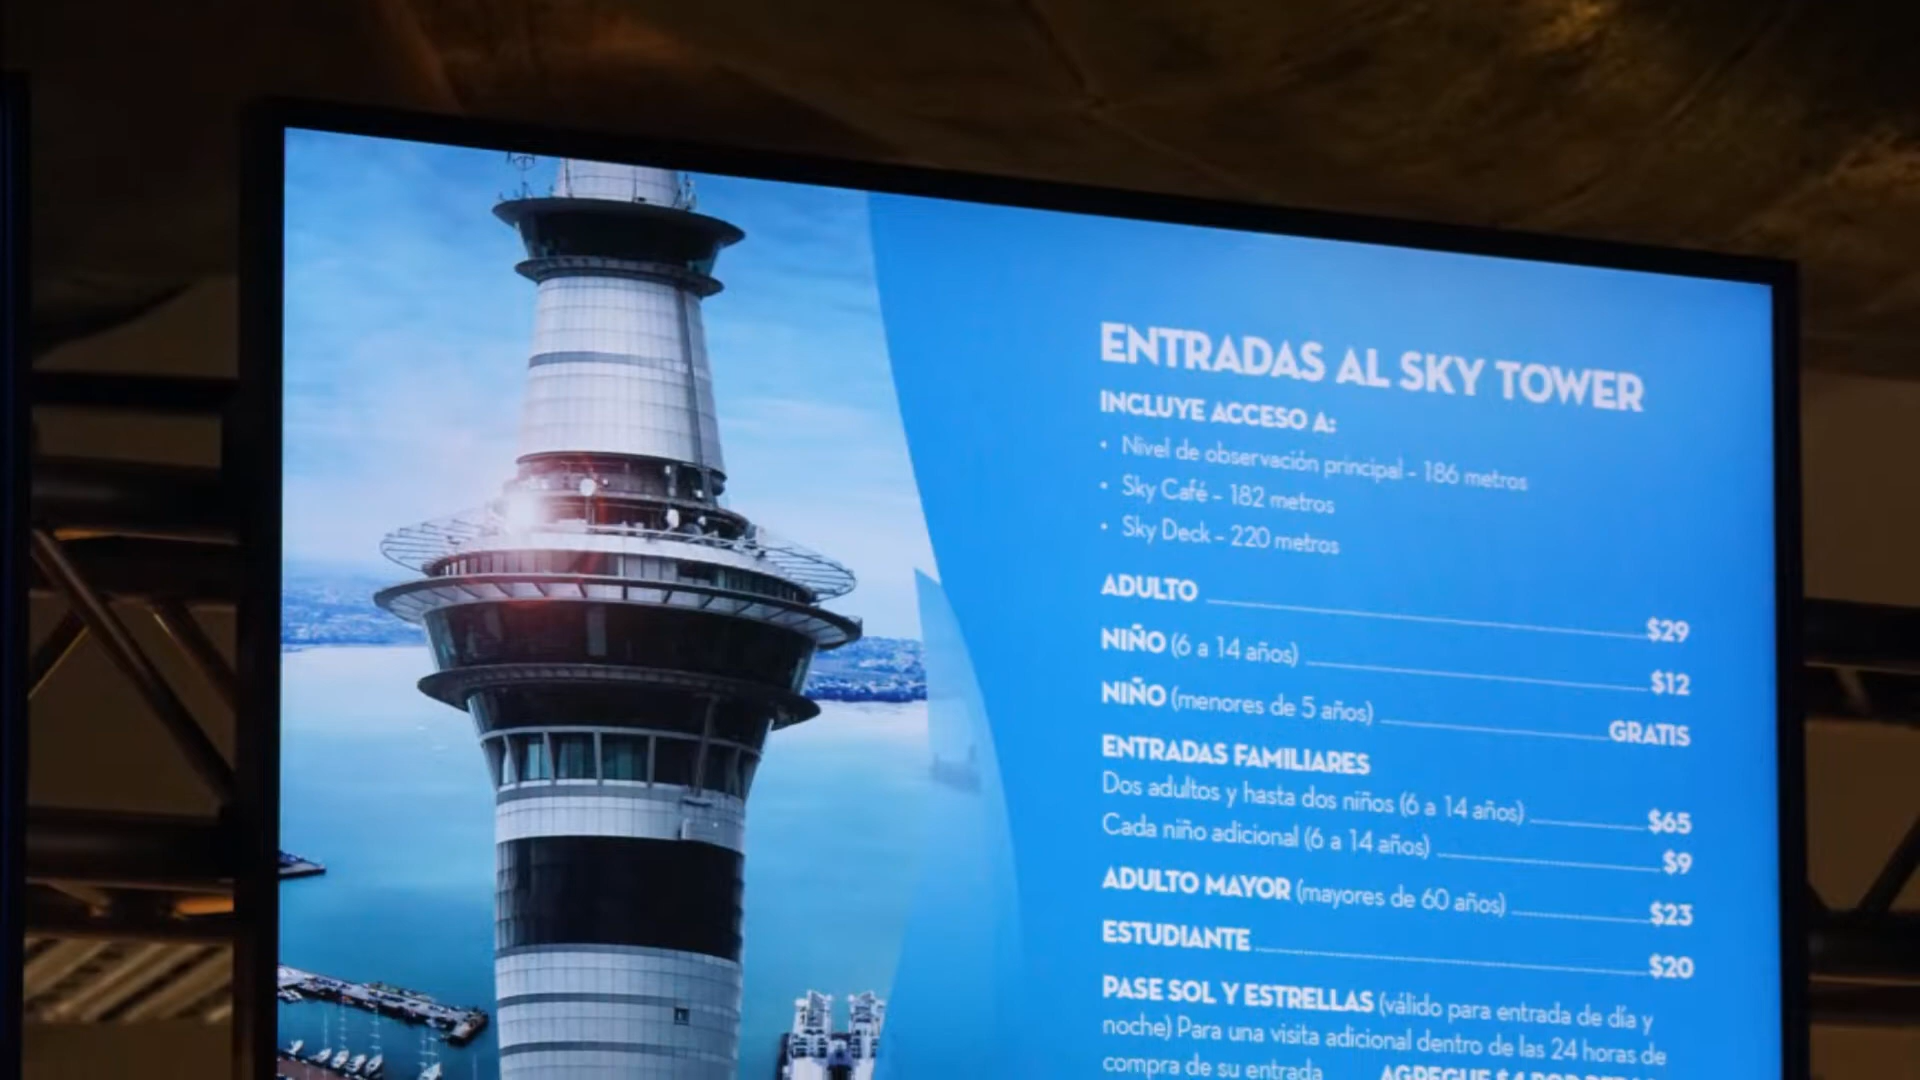 ENTRADAS AL SKY TOWER
INCLUYE ACCESO A:
• Nivel de observación principal - 186 metros
• Sky Café - 182 metros
• Sky Deck - 220 metros
ADULTO $29
NIÑO (6 a 14 años) $12
NIÑO (menores de 5 años) GRATIS
ENTRADAS FAMILIARES
Dos adultos y hasta dos niños (6 a 14 años) $65
Cada niño adicional (6 a 14 años) $9
ADULTO MAYOR (mayores de 60 años) $23
ESTUDIANTE $20
PASE SOL Y ESTRELLAS (válido para entrada de día y
noche) Para una visita adicional dentro de las 24 horas de
compra de su entrada AGREGUE $4 POR